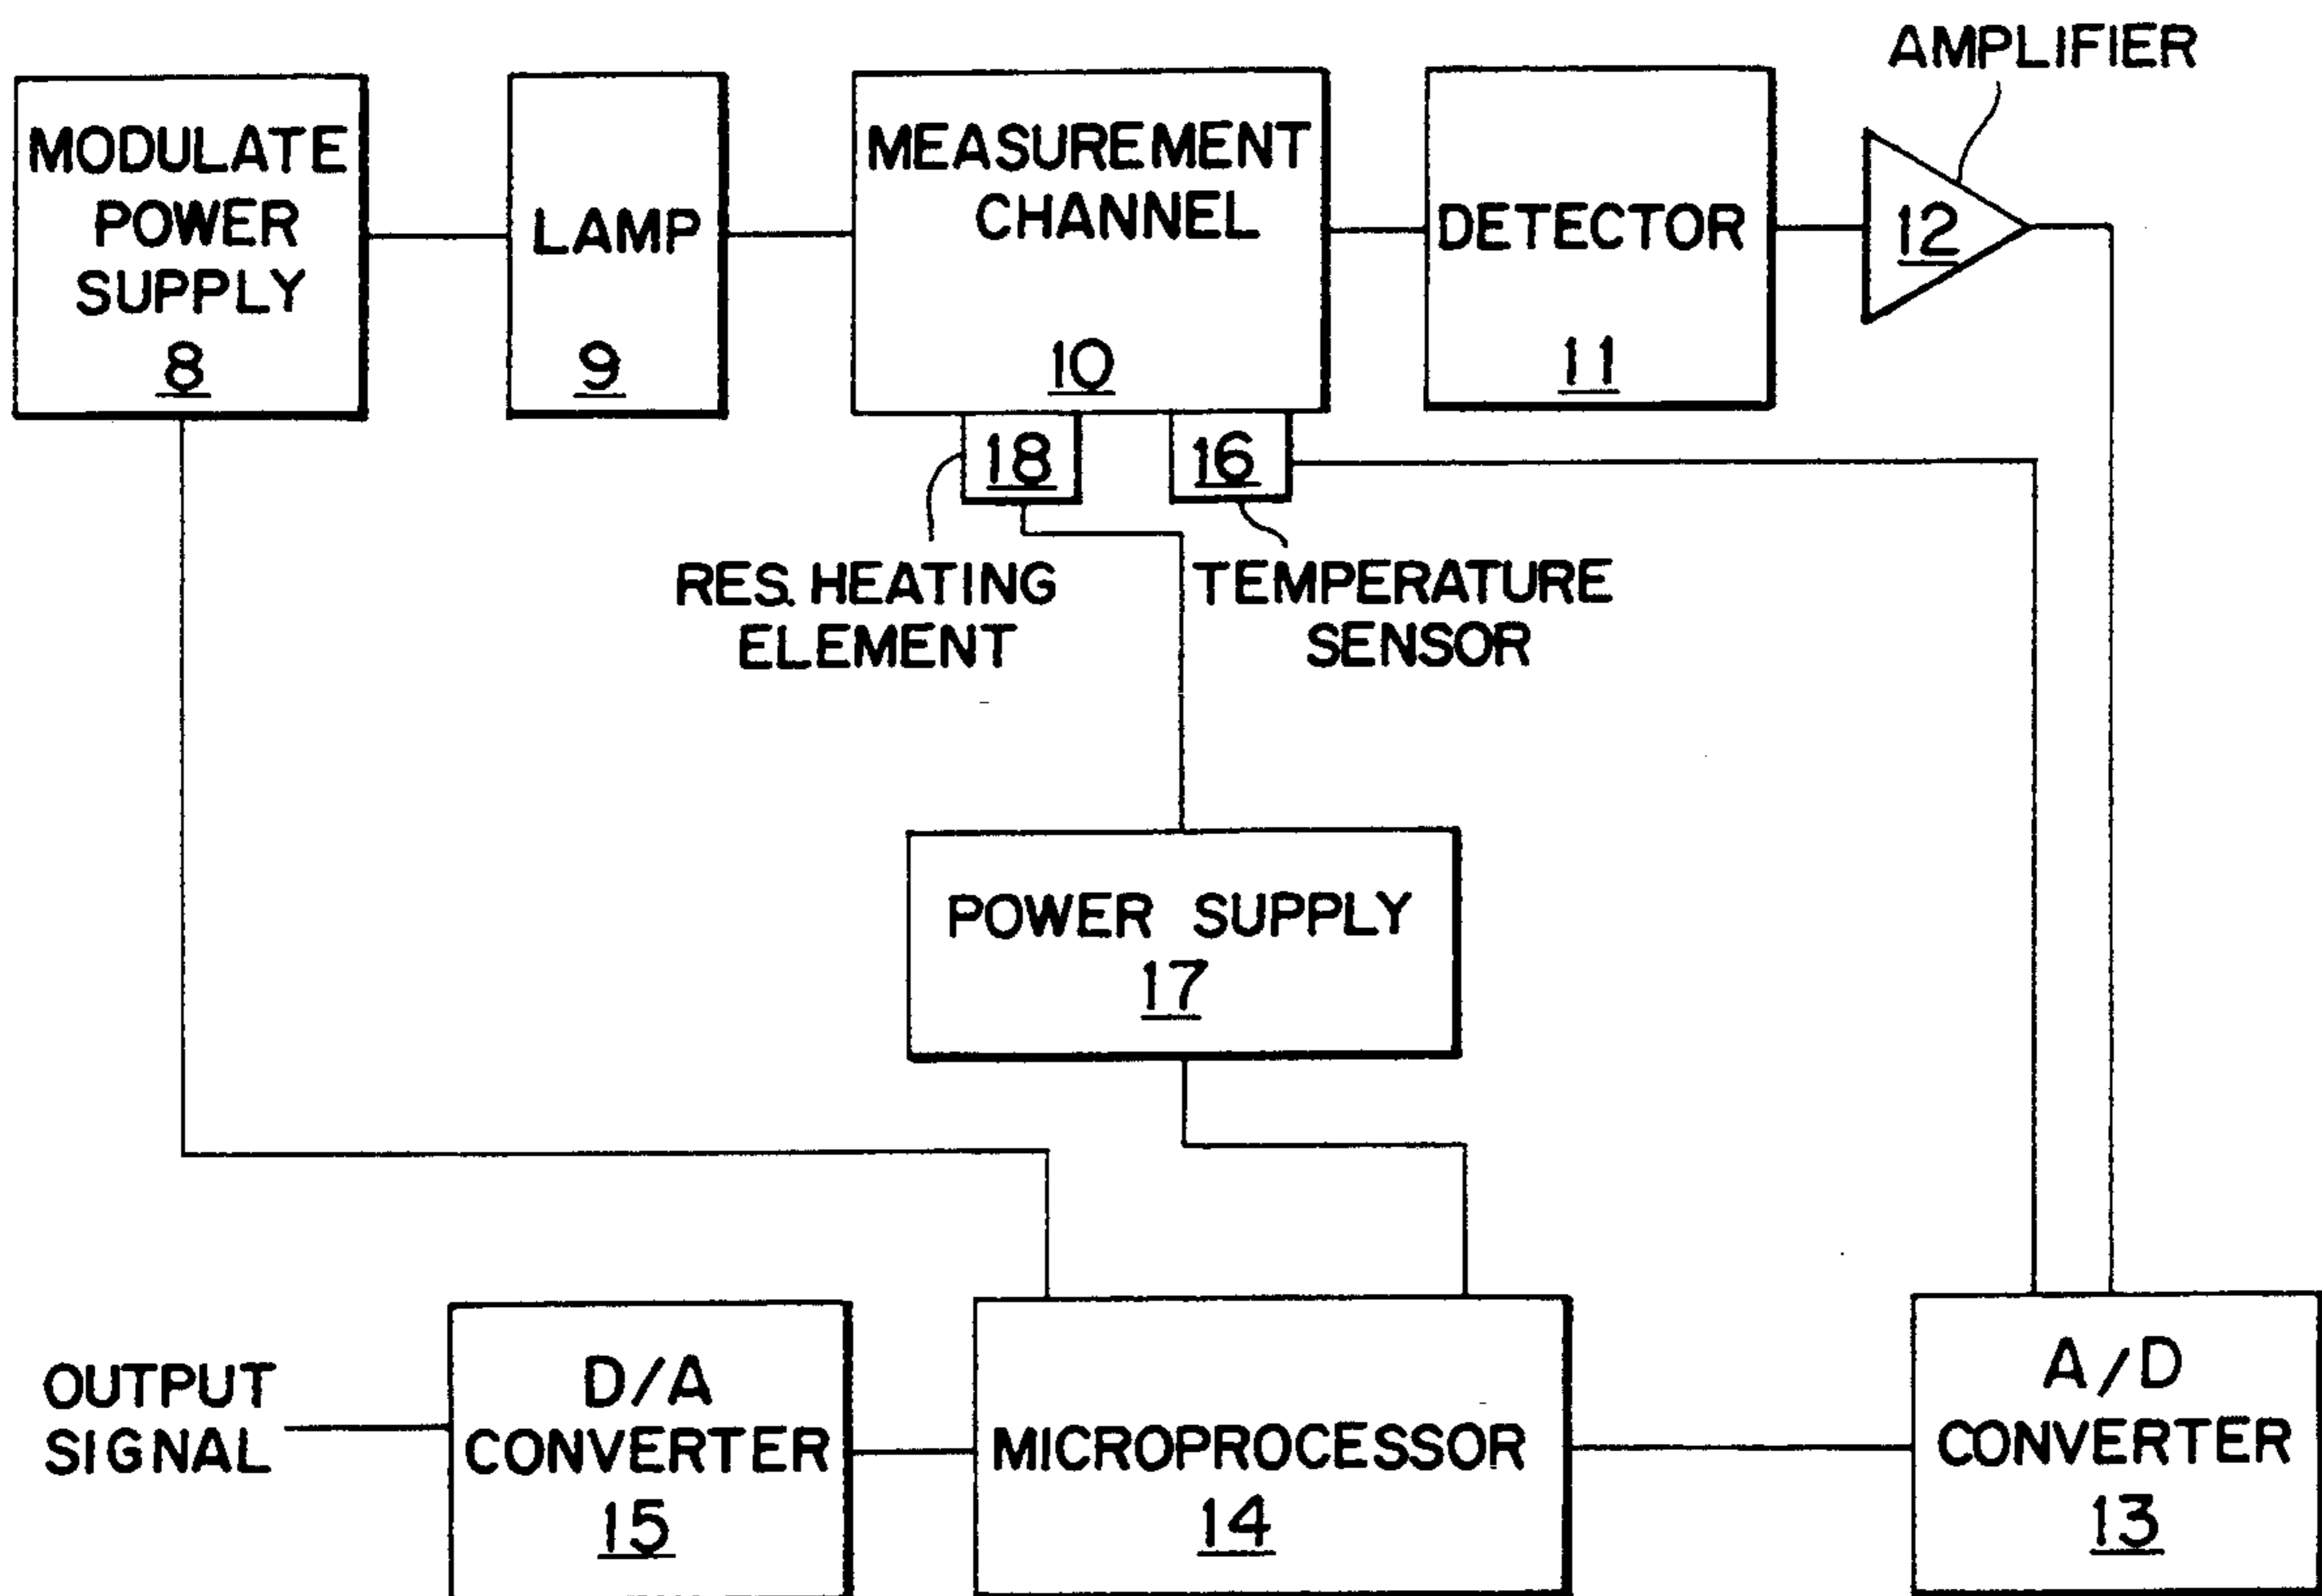 AMPLIFIER
MODULATE
POWER
SUPPLY
8
LAMP
9
MEASUREMENT
CHANNEL
10
DETECTOR
11
12
18
16
RES. HEATING
ELEMENT
TEMPERATURE
SENSOR
POWER SUPPLY
17
OUTPUT
SIGNAL
D/A
CONVERTER
15
MICROPROCESSOR
14
A/D
CONVERTER
13